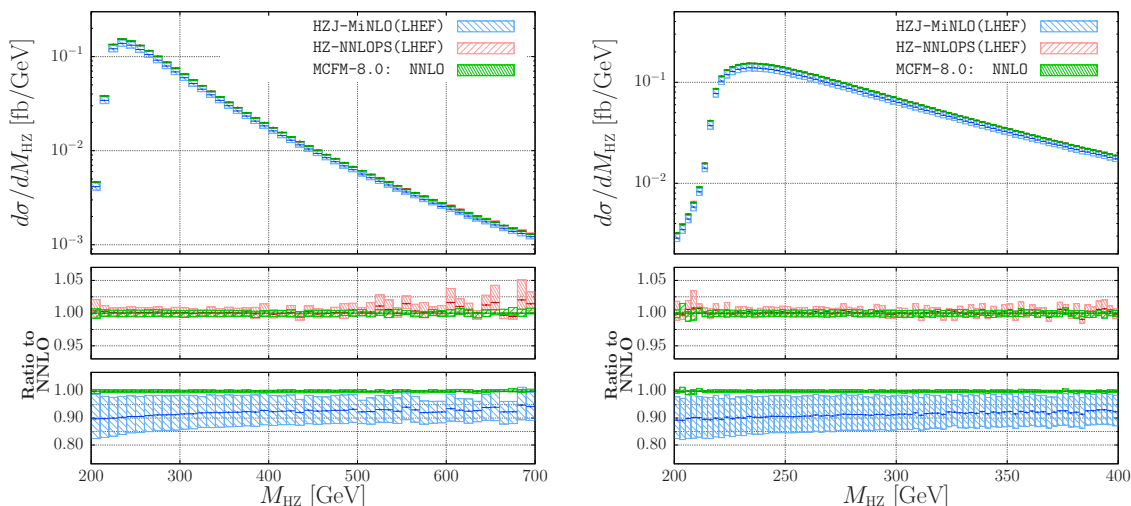 HZJ-MiNLO(LHEF)
HZ-NNLOPS(LHEF)
MCFM-8.0: NNLO
10⁻¹
10⁻²
10⁻³
dσ/dM_HZ [fb/GeV]
1.05
1.00
0.95
1.00
0.90
0.80
Ratio to
NNLO
200 300 400 500 600 700
M_HZ [GeV]
HZJ-MiNLO(LHEF)
HZ-NNLOPS(LHEF)
MCFM-8.0: NNLO
10⁻¹
10⁻²
dσ/dM_HZ [fb/GeV]
1.05
1.00
0.95
1.00
0.90
0.80
Ratio to
NNLO
200 250 300 350 400
M_HZ [GeV]